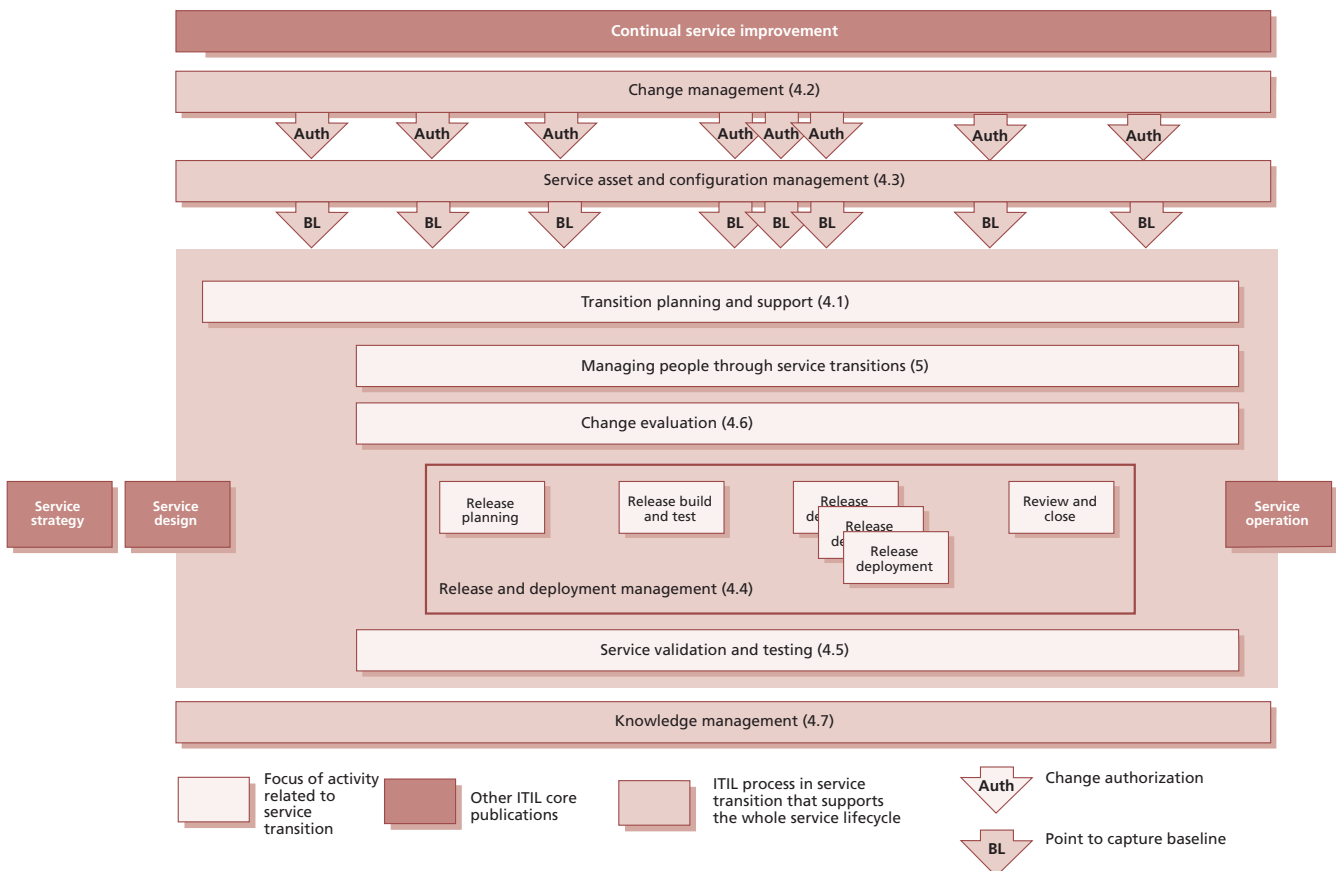 Continual service improvement
Change management (4.2)
Auth Auth Auth Auth Auth Auth Auth Auth
Service asset and configuration management (4.3)
BL BL BL BL BL BL BL BL
Transition planning and support (4.1)
Managing people through service transitions (5)
Change evaluation (4.6)
Service
strategy
Service
design
Release
planning
Release build
and test
Release
de
Release
de
Release
deployment
Review and
close
Service
operation
Release and deployment management (4.4)
Service validation and testing (4.5)
Knowledge management (4.7)
Focus of activity
related to
service
transition
Other ITIL core
publications
ITIL process in service
transition that supports
the whole service lifecycle
Auth
Change authorization
BL
Point to capture baseline